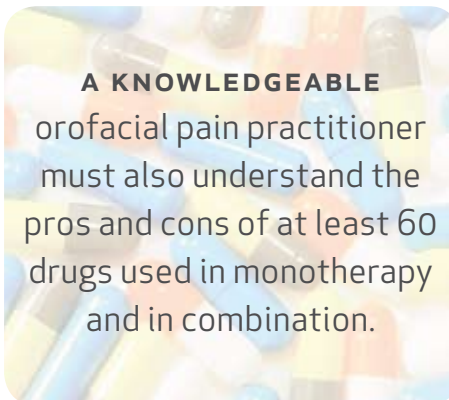 A KNOWLEDGEABLE
orofacial pain practitioner
must also understand the
pros and cons of at least 60
drugs used in monotherapy
and in combination.